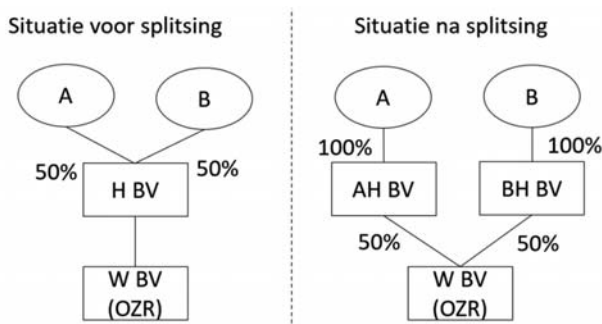 Situatie voor splitsing
A
B
50%
50%
H BV
W BV
(OZR)
Situatie na splitsing
A
B
100%
100%
AH BV
BH BV
50%
50%
W BV
(OZR)